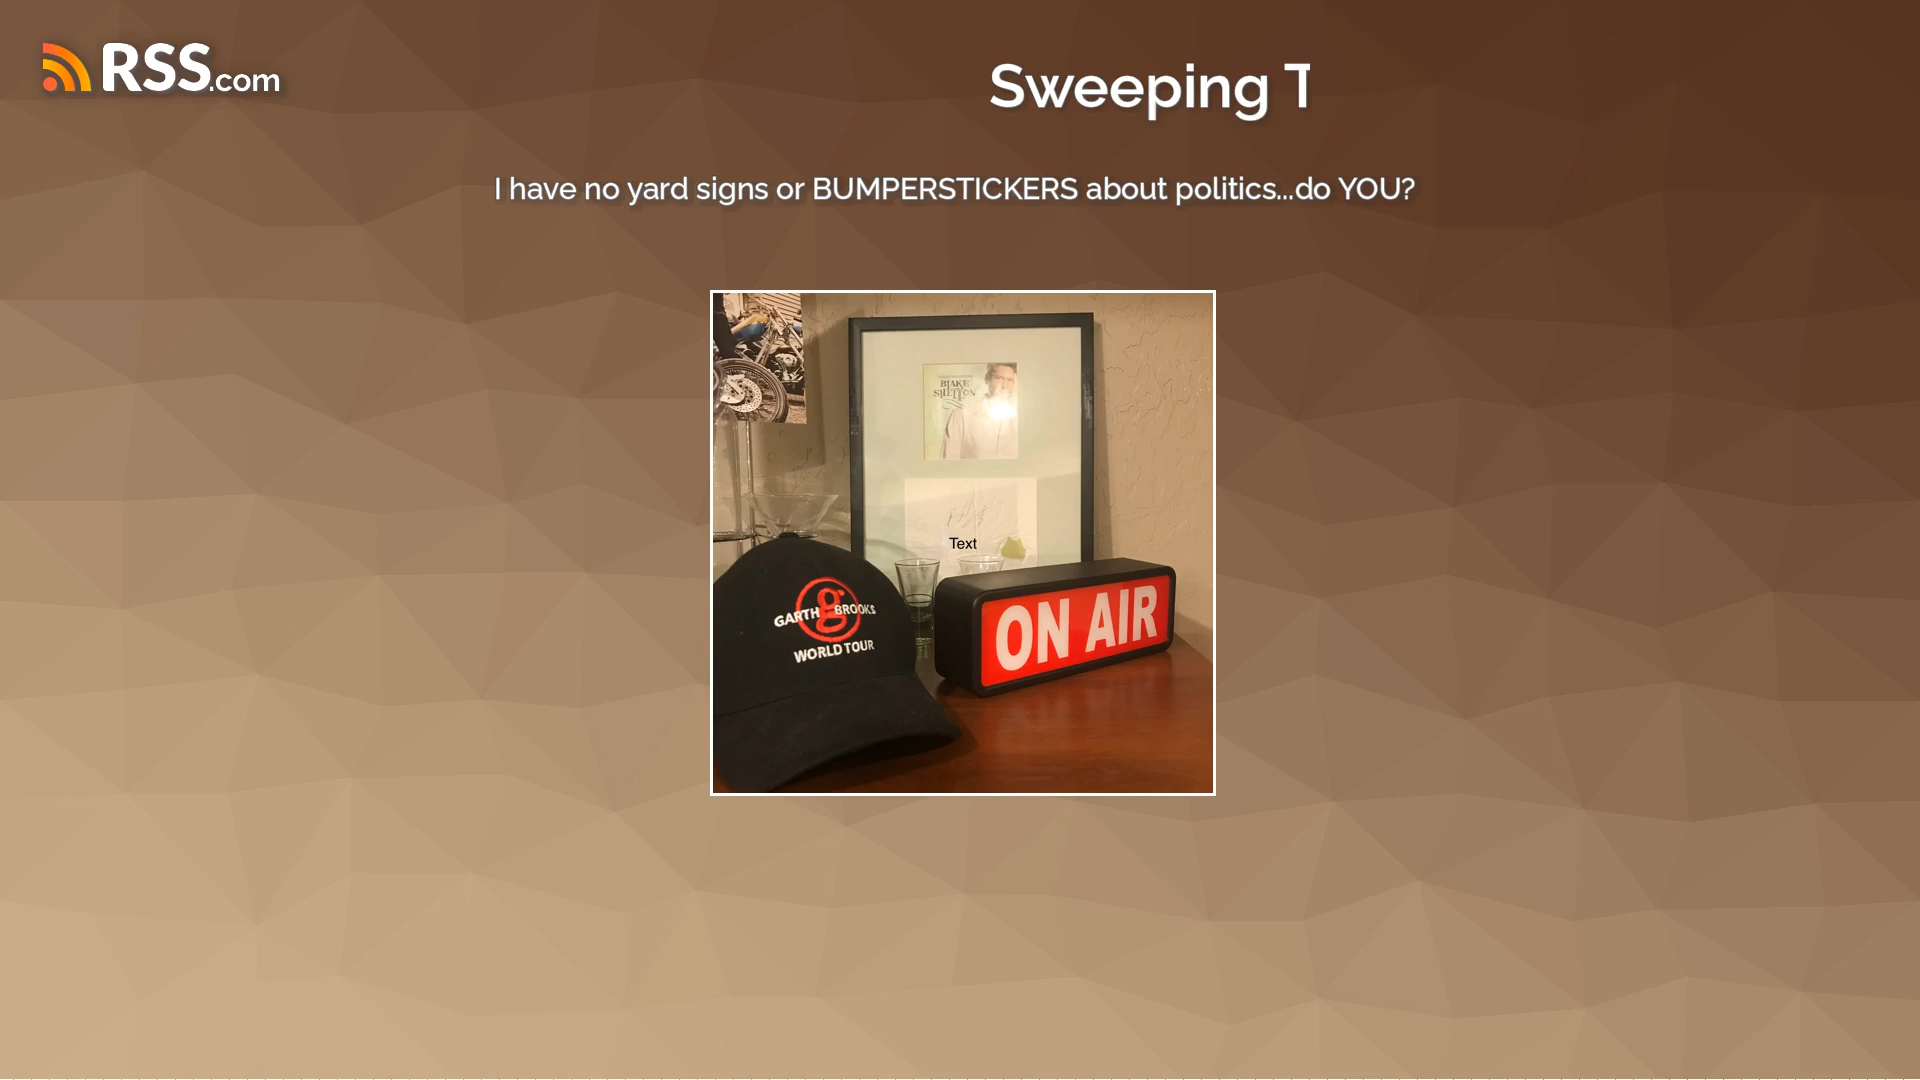 RSS.com
Sweeping T
I have no yard signs or BUMPERSTICKERS about politics...do YOU?
BLAKE
SHELTON
Text
GARTH g BROOKS
WORLD TOUR
ON AIR